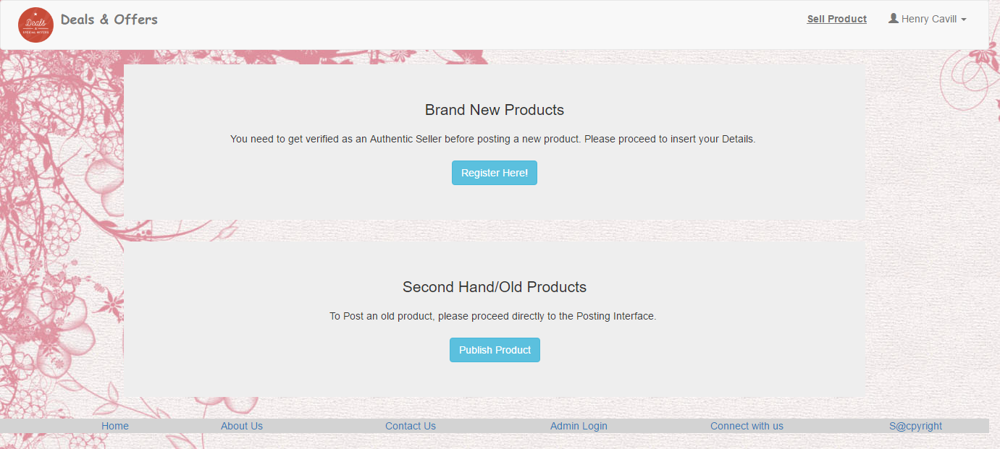 Deals
&
SPECIAL OFFERS
Deals & Offers
Sell Product
Henry Cavill
Brand New Products
You need to get verified as an Authentic Seller before posting a new product. Please proceed to insert your Details.
Register Here!
Second Hand/Old Products
To Post an old product, please proceed directly to the Posting Interface.
Publish Product
Home About Us Contact Us Admin Login Connect with us S@cpyright